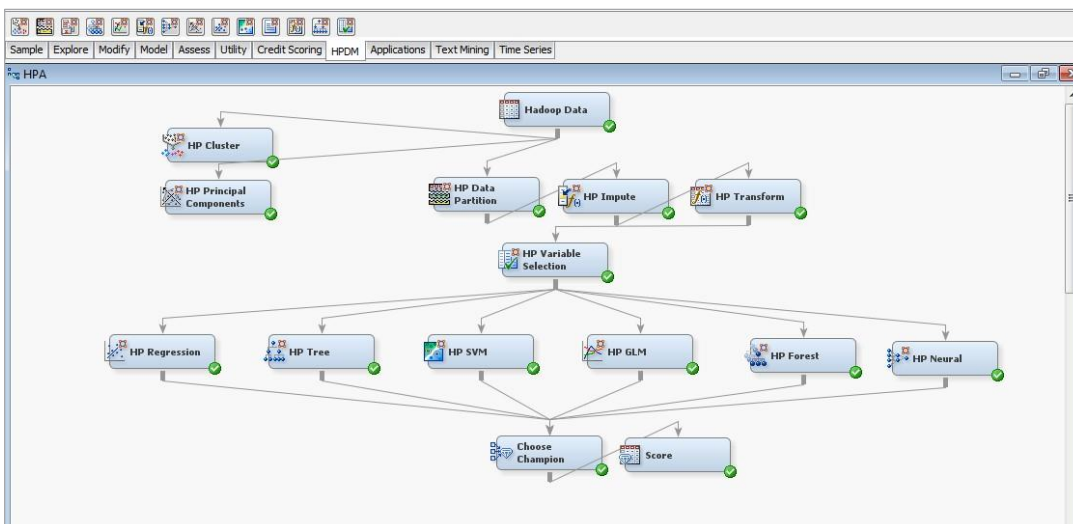 Sample Explore Modify Model Assess Utility Credit Scoring HPDM Applications Text Mining Time Series
HPA
Hadoop Data
HP Cluster
HP Principal
Components
HP Data
Partition
HP Impute
HP Transform
HP Variable
Selection
HP Regression
HP Tree
HP SVM
HP GLM
HP Forest
HP Neural
Choose
Champion
Score